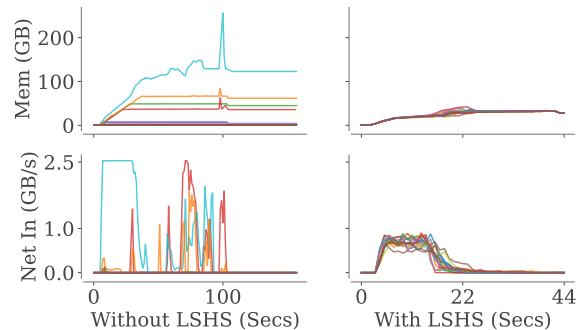 Mem (GB)
200
100
0
Net In (GB/s)
2.5
1.0
0.0
0
100
0
22
44
Without LSHS (Secs)
With LSHS (Secs)